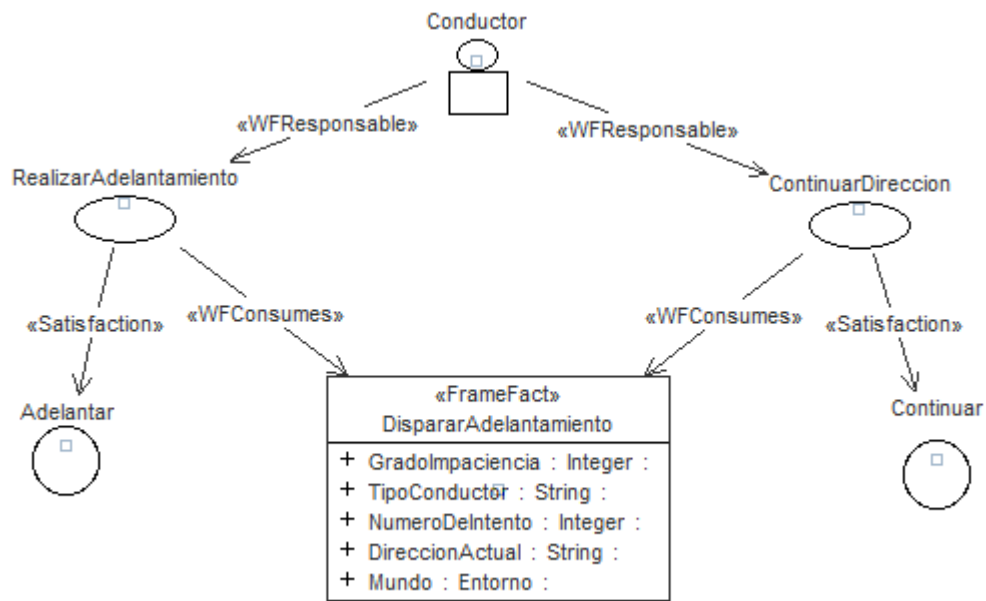 Conductor
«WFResponsable»
«WFResponsable»
RealizarAdelantamiento
ContinuarDireccion
«Satisfaction»
«WFConsumes»
«WFConsumes»
«Satisfaction»
Adelantar
Continuar
«FrameFact»
DispararAdelantamiento
+ GradoImpaciencia : Integer :
+ TipoConductor : String :
+ NumeroDeIntento : Integer :
+ DireccionActual : String :
+ Mundo : Entorno :